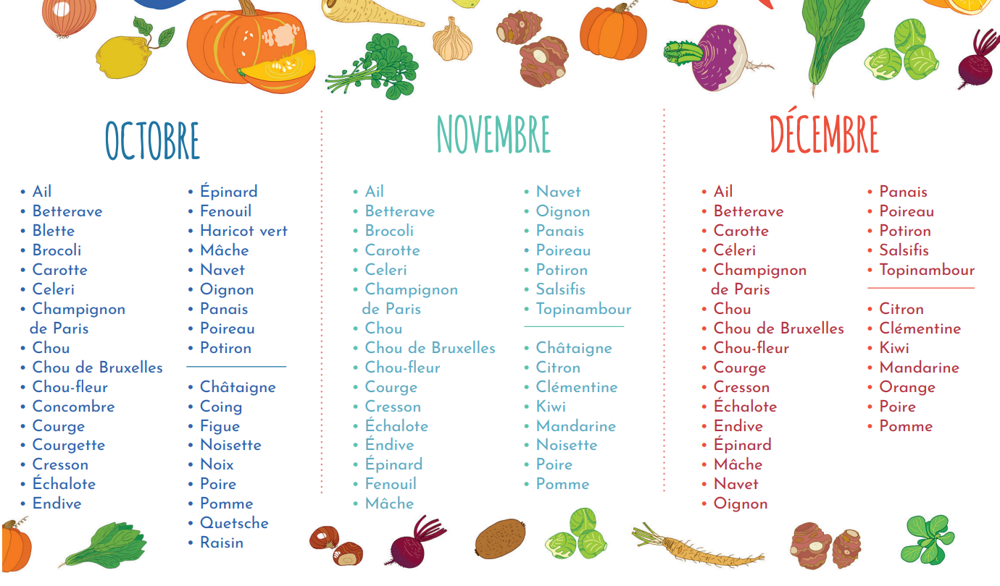 OCTOBRE
• Ail
• Betterave
• Blette
• Brocoli
• Carotte
• Celeri
• Champignon
de Paris
• Chou
• Chou de Bruxelles
• Chou-fleur
• Concombre
• Courge
• Courgette
• Cresson
• Échalote
• Endive
• Épinard
• Fenouil
• Haricot vert
• Mâche
• Navet
• Oignon
• Panais
• Poireau
• Potiron
• Châtaigne
• Coing
• Figue
• Noisette
• Noix
• Poire
• Pomme
• Quetsche
• Raisin
NOVEMBRE
• Ail
• Betterave
• Brocoli
• Carotte
• Celeri
• Champignon
de Paris
• Chou
• Chou de Bruxelles
• Chou-fleur
• Courge
• Cresson
• Échalote
• Éndive
• Épinard
• Fenouil
• Mâche
• Navet
• Oignon
• Panais
• Poireau
• Potiron
• Salsifis
• Topinambour
• Châtaigne
• Citron
• Clémentine
• Kiwi
• Mandarine
• Noisette
• Poire
• Pomme
DÉCEMBRE
• Ail
• Betterave
• Carotte
• Céleri
• Champignon
de Paris
• Chou
• Chou de Bruxelles
• Chou-fleur
• Courge
• Cresson
• Échalote
• Endive
• Épinard
• Mâche
• Navet
• Oignon
• Panais
• Poireau
• Potiron
• Salsifis
• Topinambour
• Citron
• Clémentine
• Kiwi
• Mandarine
• Orange
• Poire
• Pomme